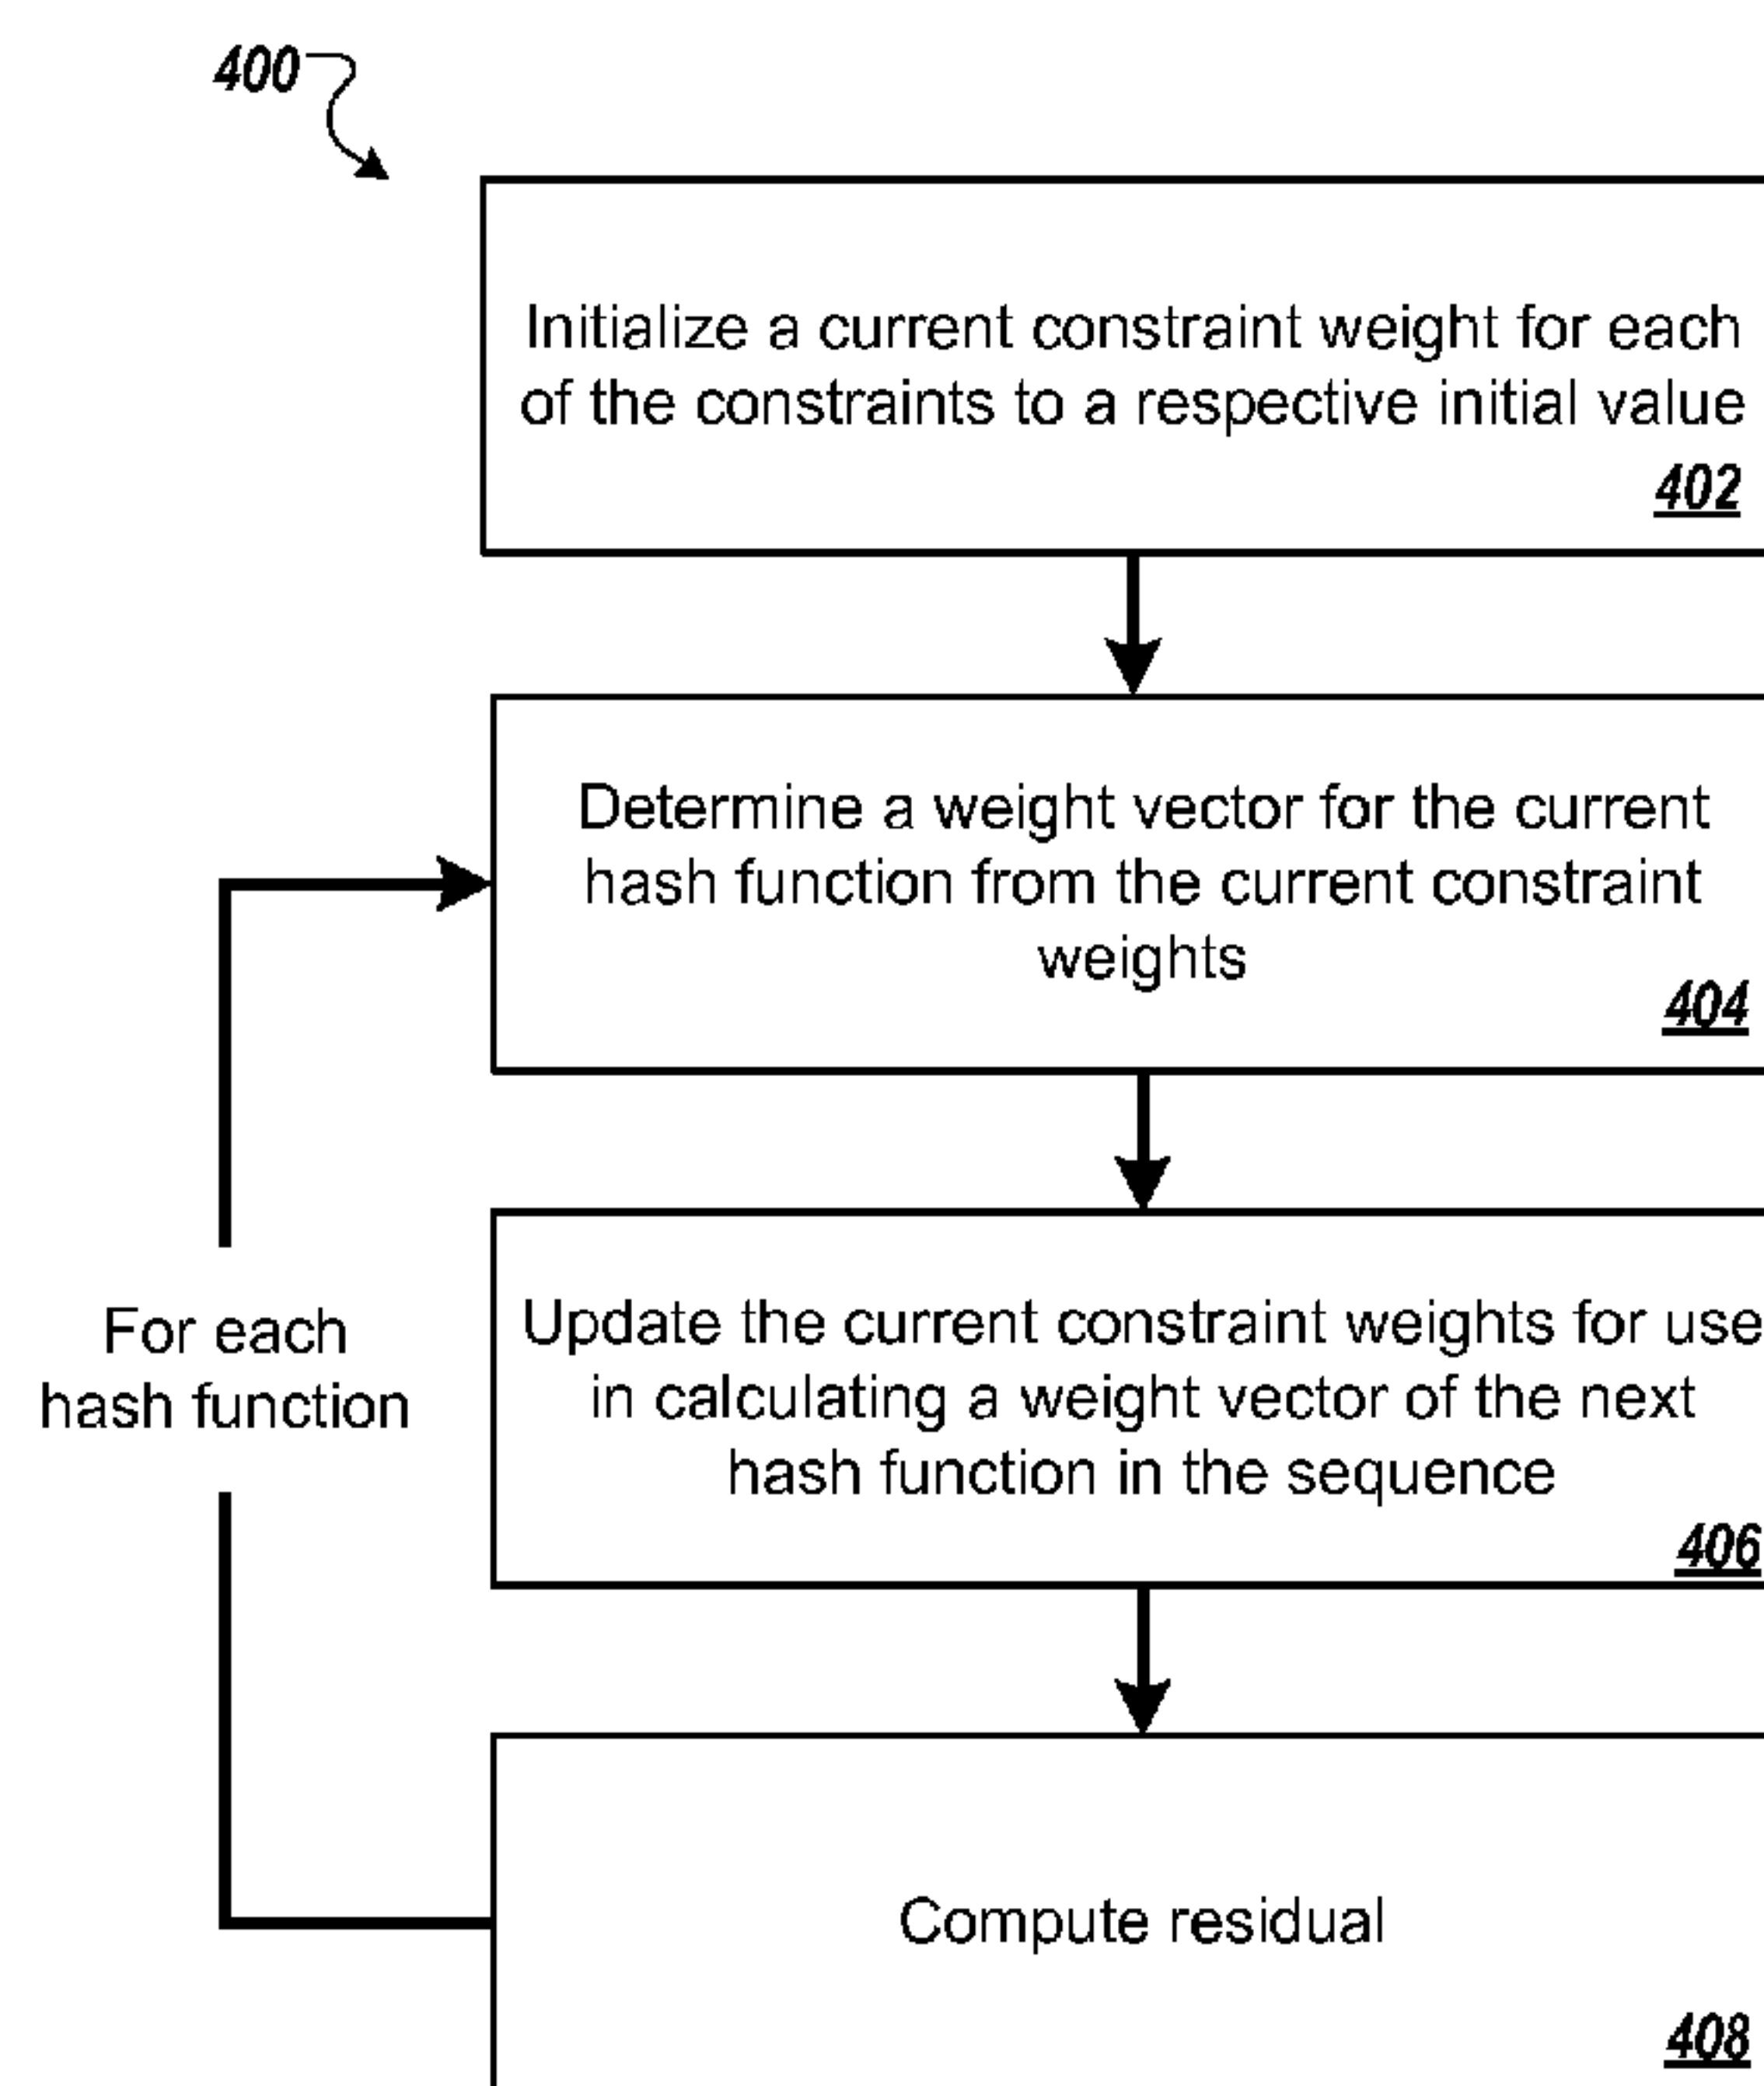 400
Initialize a current constraint weight for each
of the constraints to a respective initial value
402
Determine a weight vector for the current
hash function from the current constraint
weights
404
For each
hash function
Update the current constraint weights for use
in calculating a weight vector of the next
hash function in the sequence
406
Compute residual
408